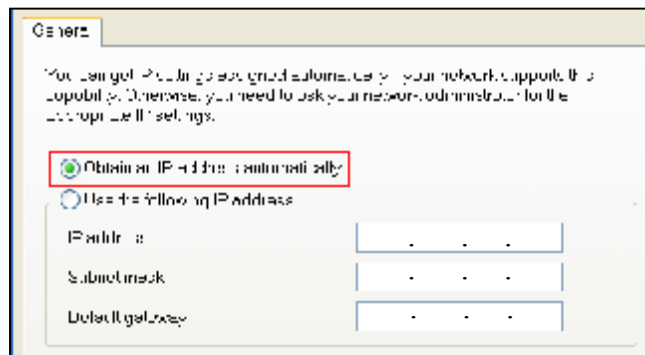 General
You can get IP settings assigned automatically if your network supports this
capability. Otherwise, you need to ask your network administrator for the
appropriate IP settings.
Obtain an IP address automatically
Use the following IP address
IP address
Subnet mask
Default gateway